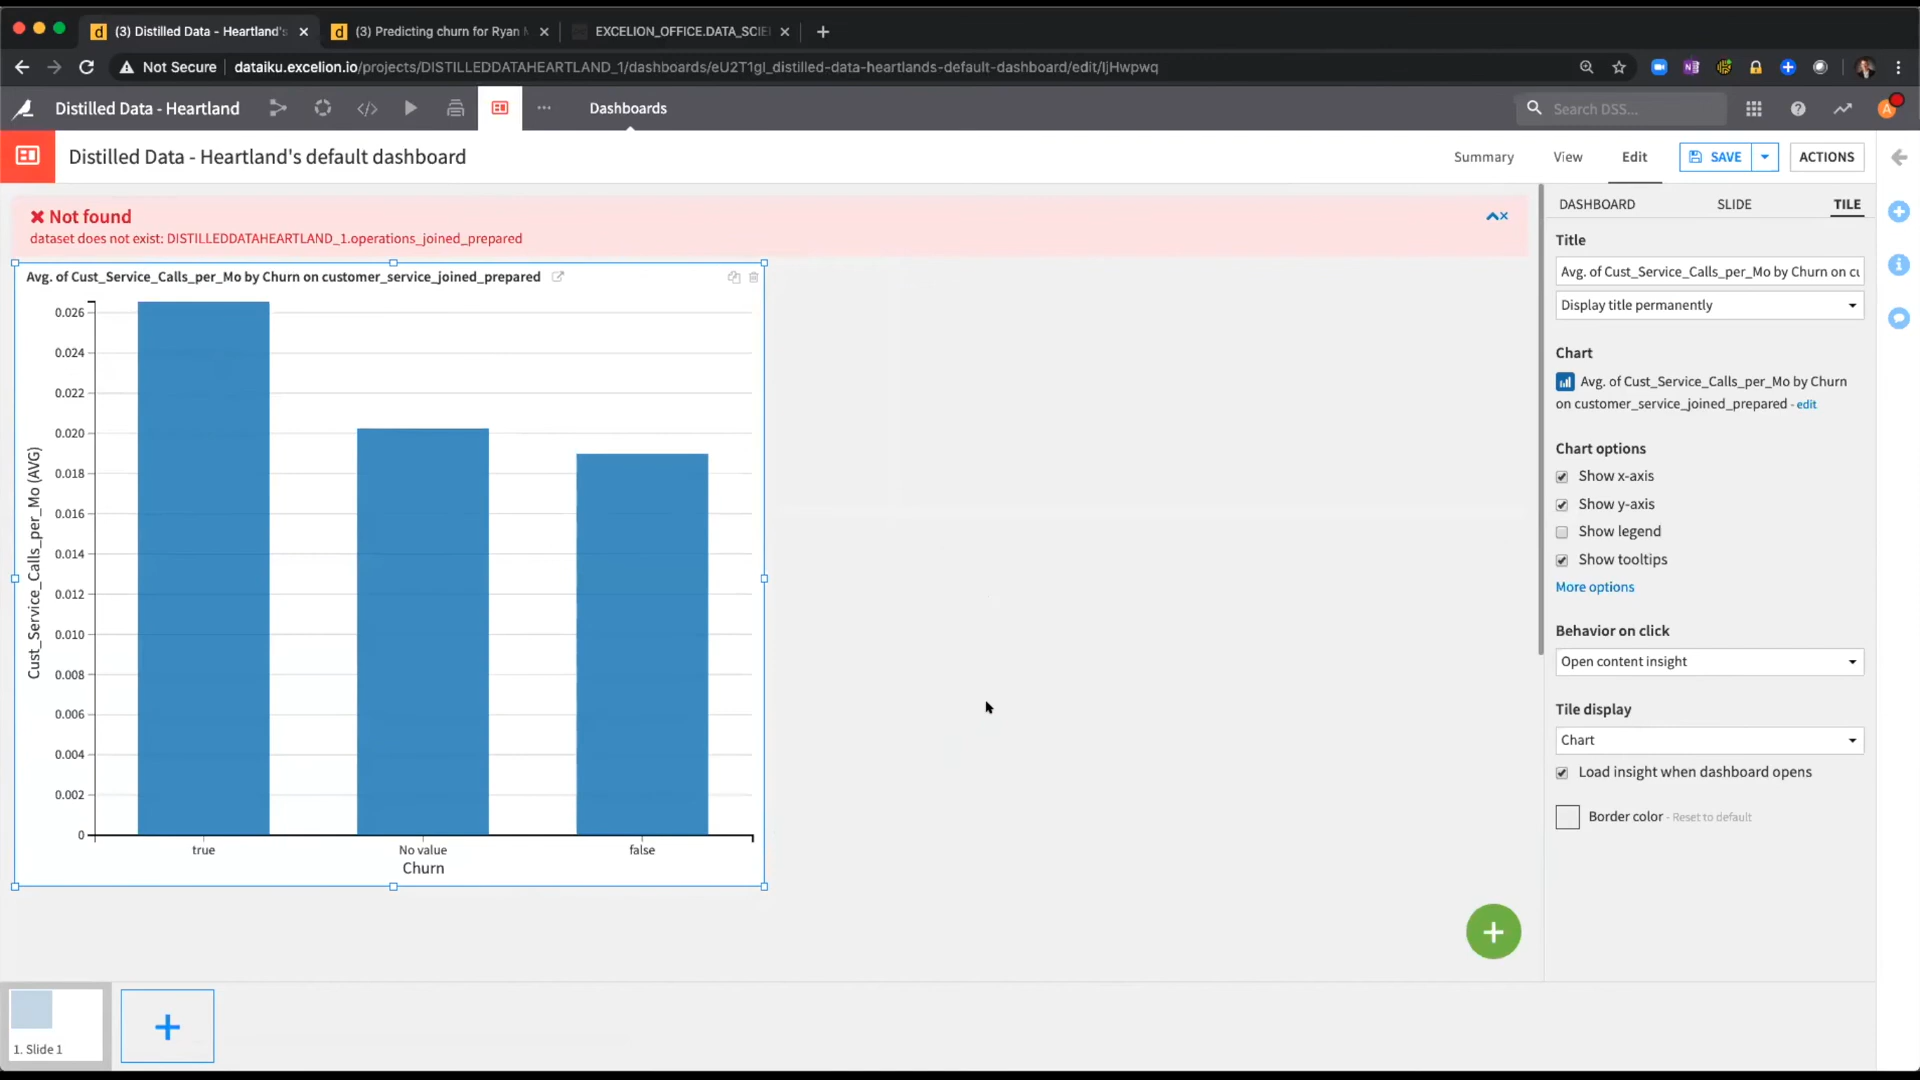 (3) Distilled Data - Heartland's
(3) Predicting churn for Ryan
EXCELION_OFFICE.DATA_SCIE
Not Secure
dataiku.excelion.io/projects/DISTILLEDDATAHEARTLAND_1/dashboards/eU2T1gI_distilled-data-heartlands-default-dashboard/edit/IjHwpwq
Distilled Data - Heartland
Dashboards
Search DSS...
Distilled Data - Heartland's default dashboard
Summary
View
Edit
SAVE
ACTIONS
Not found
dataset does not exist: DISTILLEDDATAHEARTLAND_1.operations_joined_prepared
Avg. of Cust_Service_Calls_per_Mo by Churn on customer_service_joined_prepared
0.026
0.024
0.022
0.020
0.018
0.016
0.014
0.012
0.010
0.008
0.006
0.004
0.002
0
Cust_Service_Calls_per_Mo (AVG)
true
No value
false
Churn
DASHBOARD
SLIDE
TILE
Title
Avg. of Cust_Service_Calls_per_Mo by Churn on cu
Display title permanently
Chart
Avg. of Cust_Service_Calls_per_Mo by Churn
on customer_service_joined_prepared - edit
Chart options
Show x-axis
Show y-axis
Show legend
Show tooltips
More options
Behavior on click
Open content insight
Tile display
Chart
Load insight when dashboard opens
Border color - Reset to default
1. Slide 1